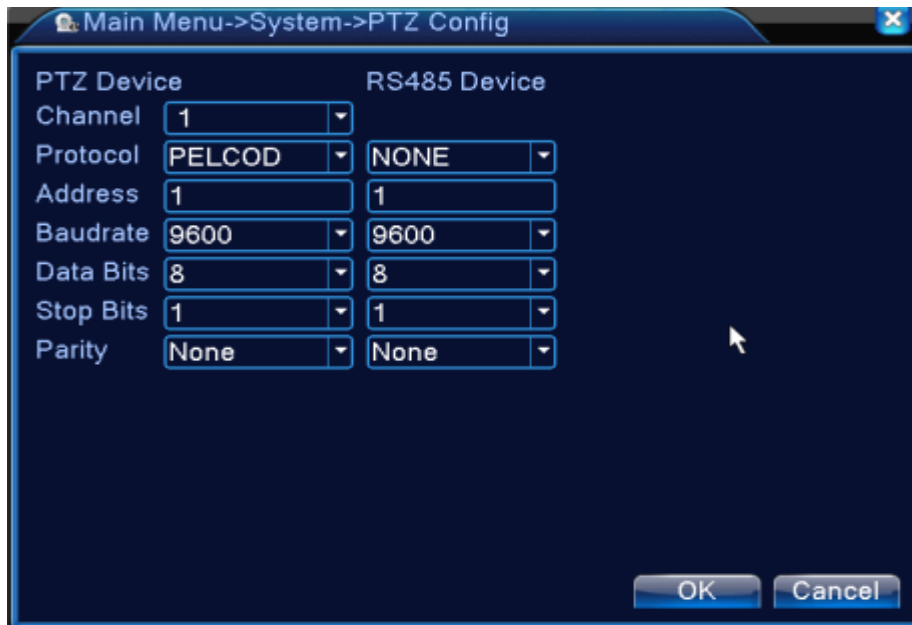 Main Menu->System->PTZ Config
PTZ Device RS485 Device
Channel 1
Protocol PELCOD NONE
Address 1 1
Baudrate 9600 9600
Data Bits 8 8
Stop Bits 1 1
Parity None None
OK Cancel